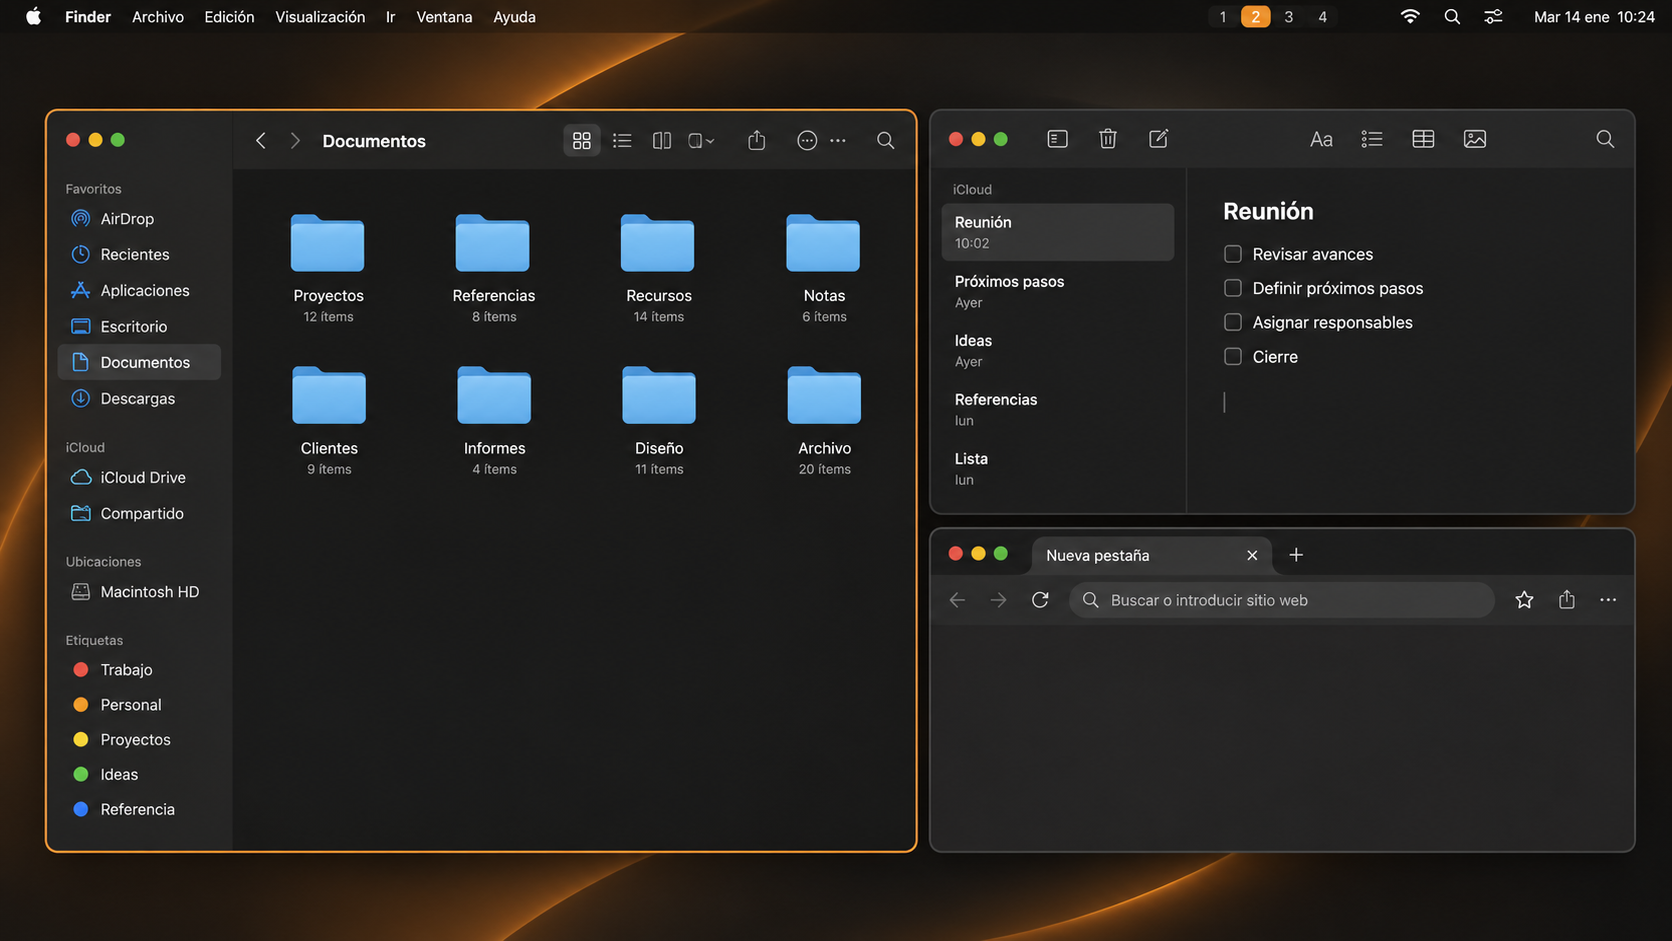 Finder Archivo Edición Visualización Ir Ventana Ayuda 1 2 3 4 Mar 14 ene 10:24
Documentos
Favoritos
AirDrop
Recientes
Aplicaciones
Escritorio
Documentos
Descargas
iCloud
iCloud Drive
Compartido
Ubicaciones
Macintosh HD
Etiquetas
Trabajo
Personal
Proyectos
Ideas
Referencia
Proyectos Referencias Recursos Notas
12 ítems 8 ítems 14 ítems 6 ítems
Clientes Informes Diseño Archivo
9 ítems 4 ítems 11 ítems 20 ítems
Aa
iCloud
Reunión
10:02
Próximos pasos
Ayer
Ideas
Ayer
Referencias
lun
Lista
lun
Reunión
Revisar avances
Definir próximos pasos
Asignar responsables
Cierre
Nueva pestaña
Buscar o introducir sitio web